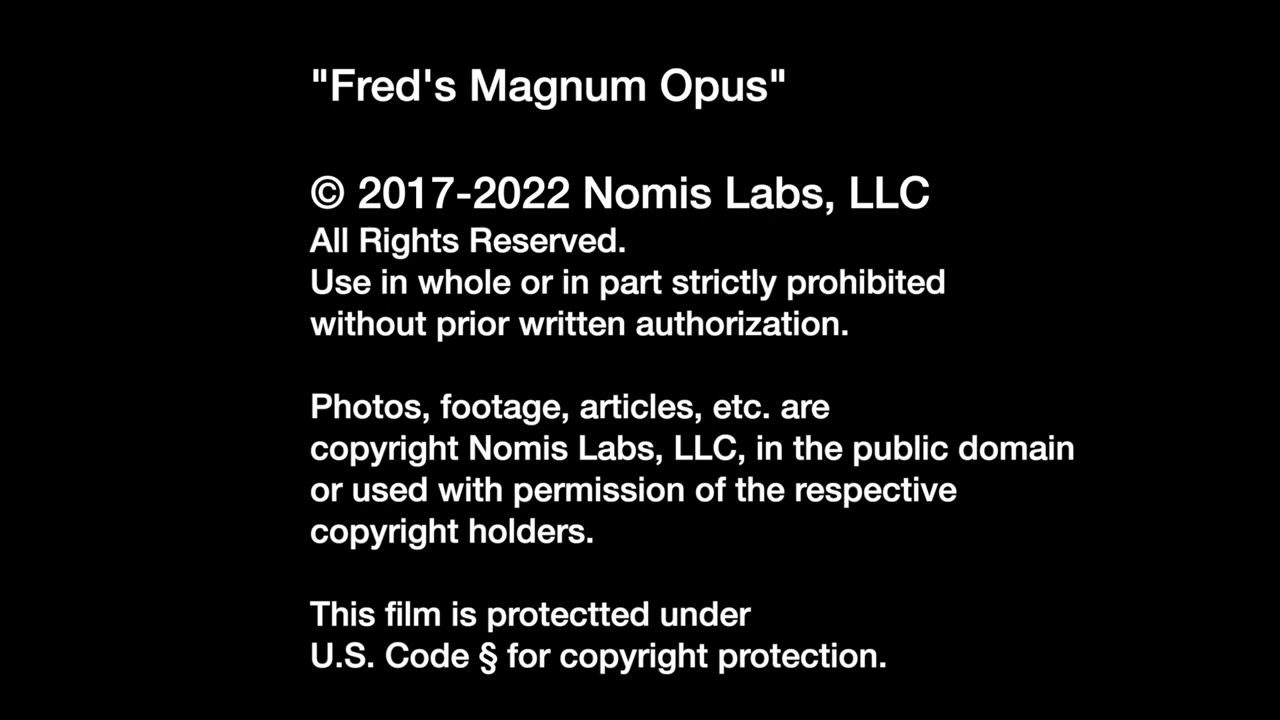 "Fred's Magnum Opus"
© 2017-2022 Nomis Labs, LLC
All Rights Reserved.
Use in whole or in part strictly prohibited
without prior written authorization.
Photos, footage, articles, etc. are
copyright Nomis Labs, LLC, in the public domain
or used with permission of the respective
copyright holders.
This film is protectted under
U.S. Code § for copyright protection.